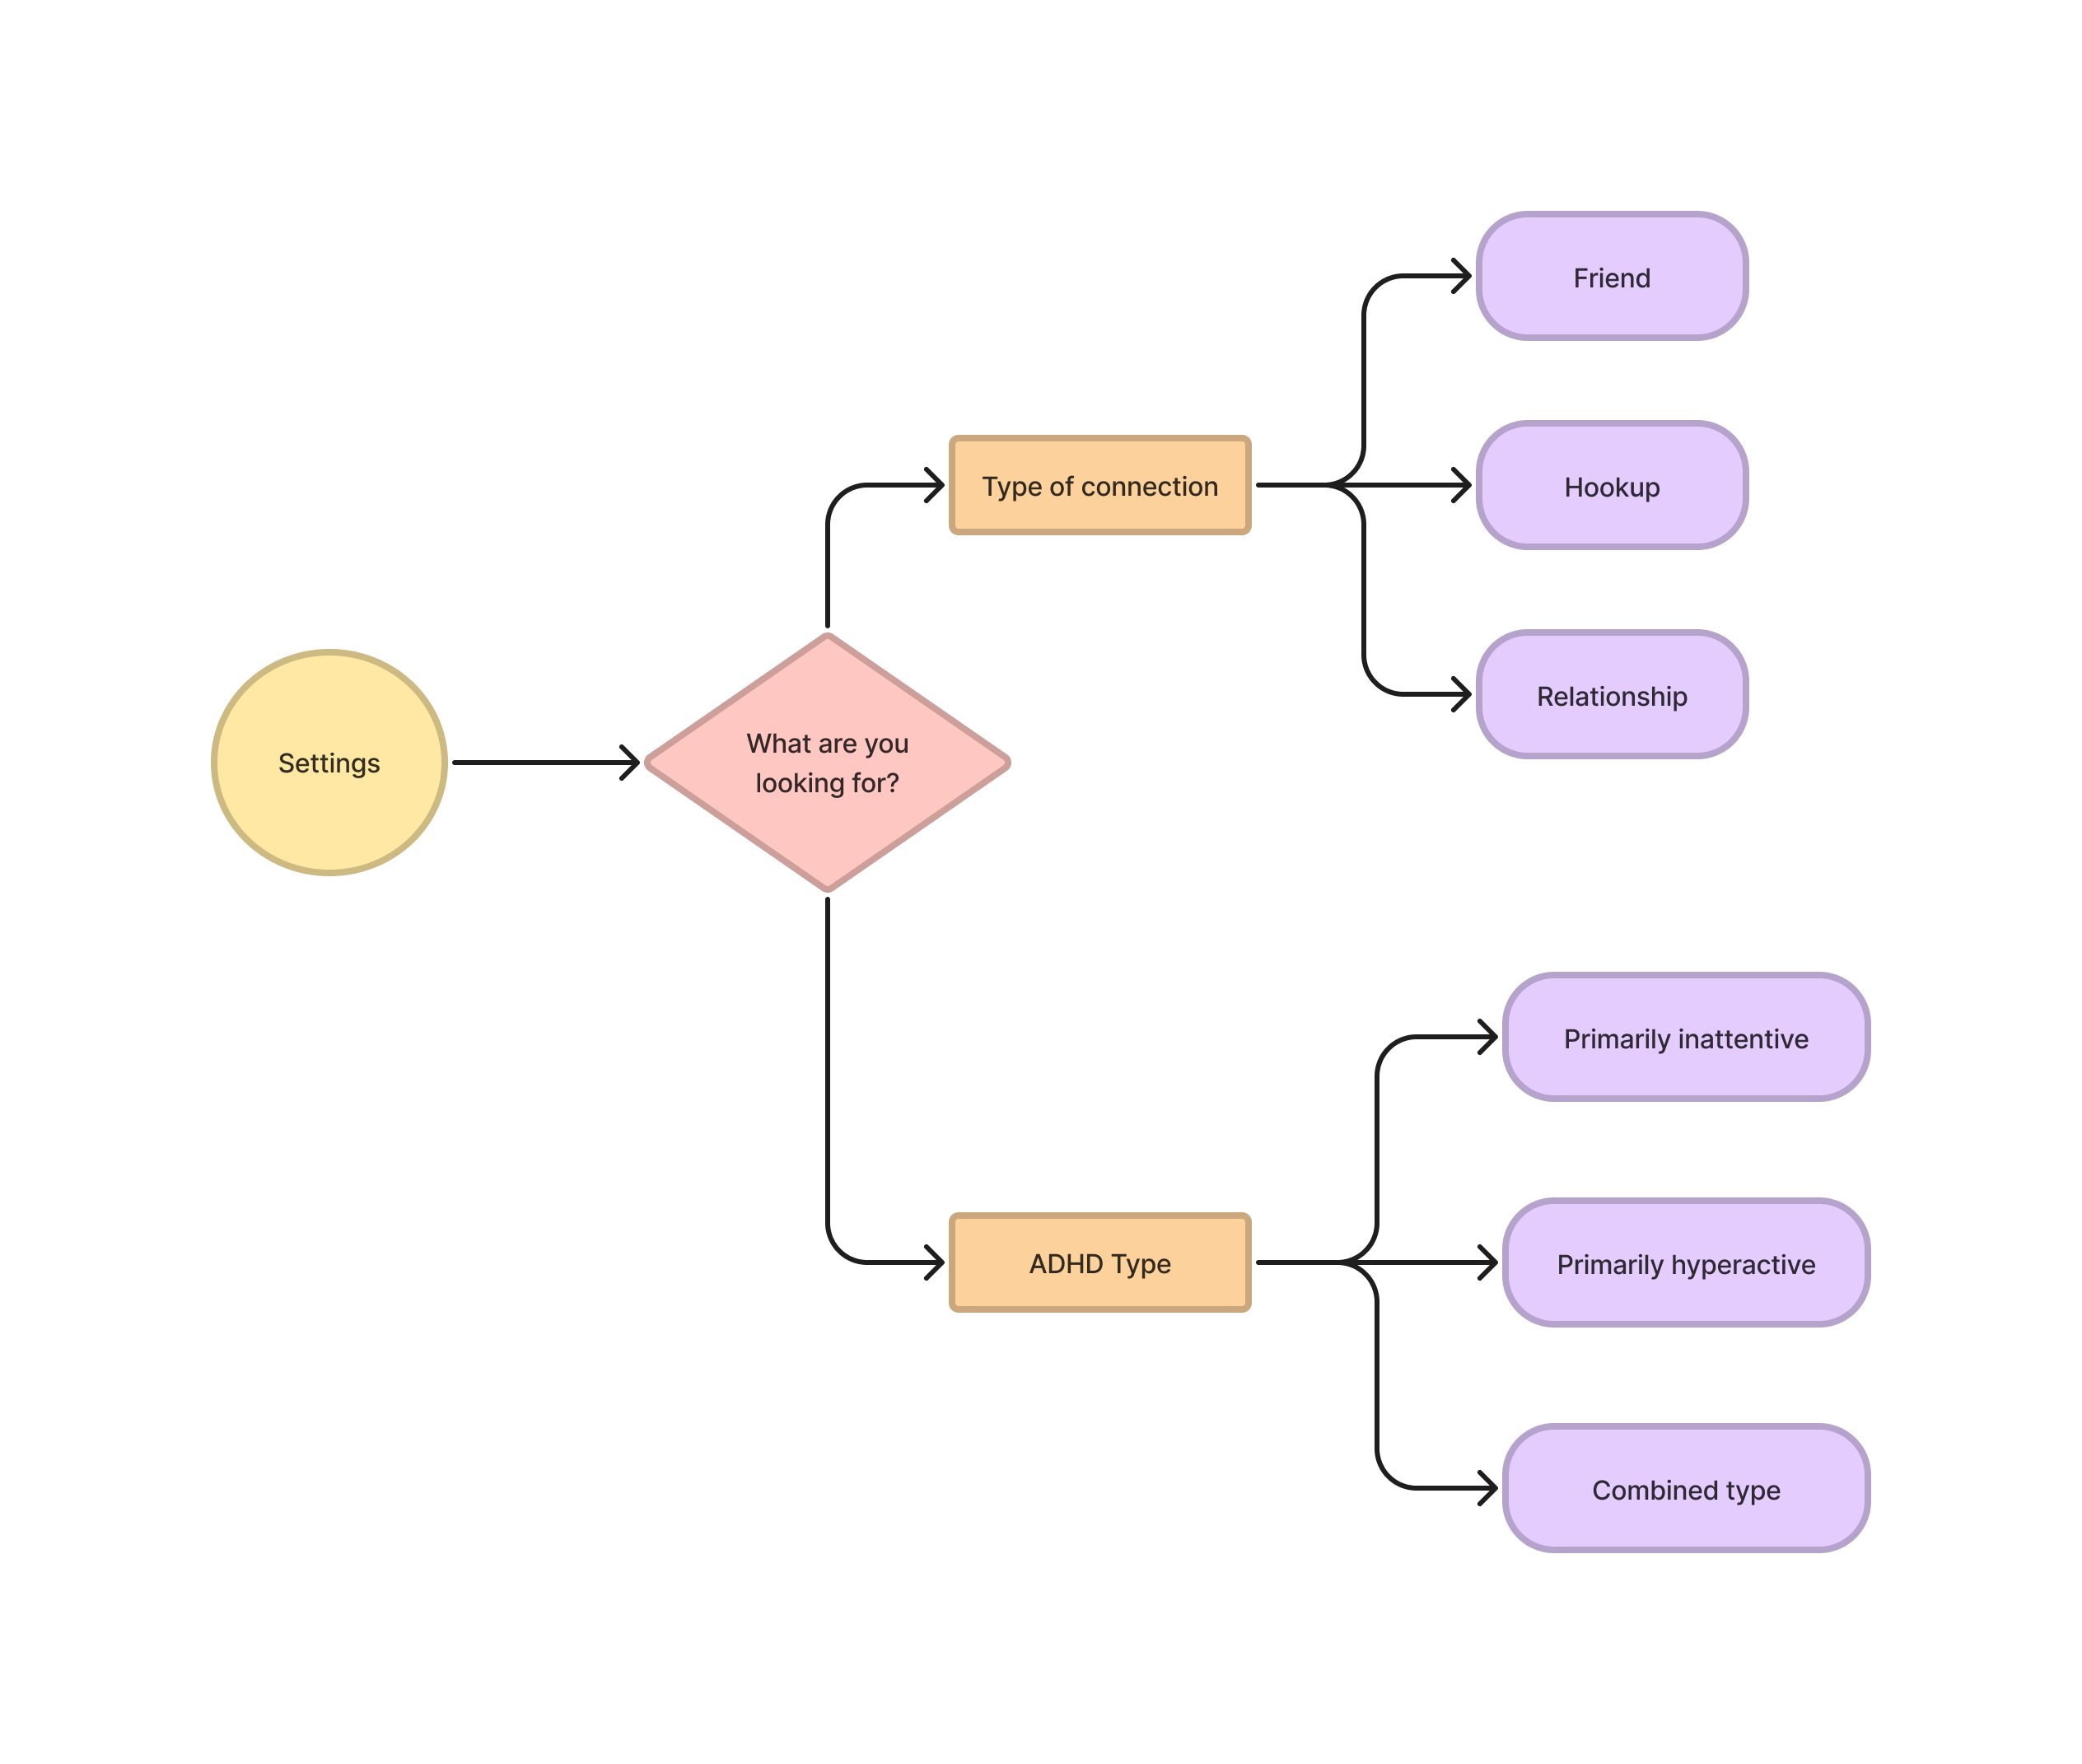 Friend
Type of connection
Hookup
Relationship
Settings
What are you
looking for?
Primarily inattentive
ADHD Type
Primarily hyperactive
Combined type